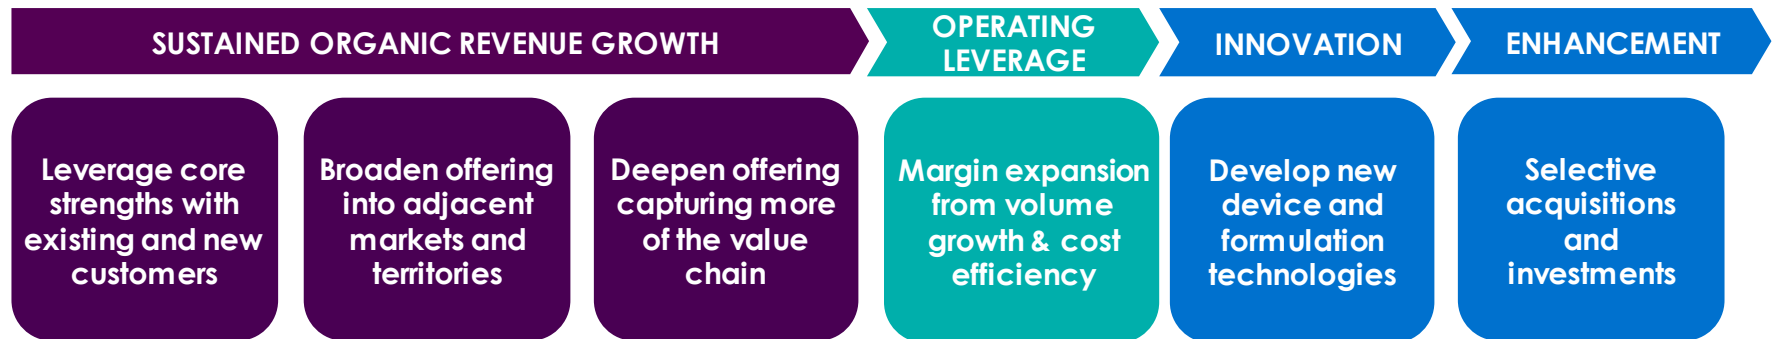 SUSTAINED ORGANIC REVENUE GROWTH
OPERATING
LEVERAGE
INNOVATION
ENHANCEMENT
Leverage core
strengths with
existing and new
customers
Broaden offering
into adjacent
markets and
territories
Deepen offering
capturing more
of the value
chain
Margin expansion
from volume
growth & cost
efficiency
Develop new
device and
formulation
technologies
Selective
acquisitions
and
investments